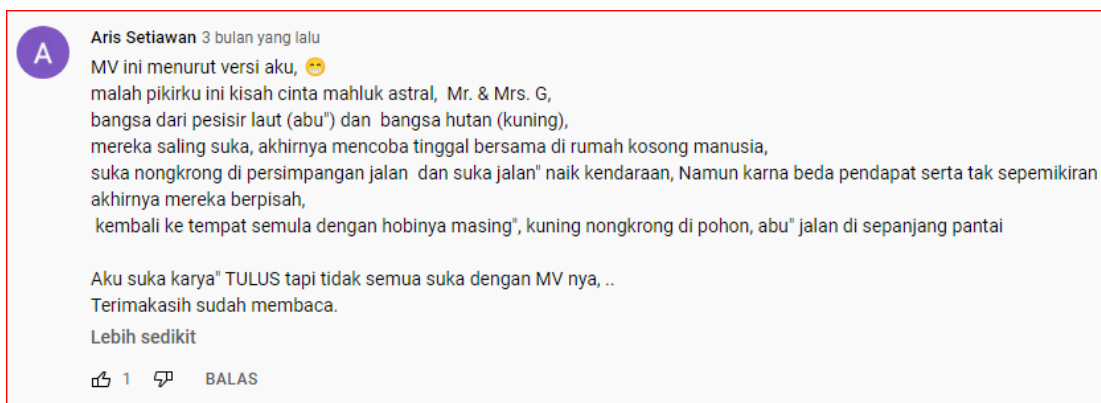 A
Aris Setiawan 3 bulan yang lalu
MV ini menurut versi aku, 😁
malah pikirku ini kisah cinta mahluk astral, Mr. & Mrs. G,
bangsa dari pesisir laut (abu") dan bangsa hutan (kuning),
mereka saling suka, akhirnya mencoba tinggal bersama di rumah kosong manusia,
suka nongkrong di persimpangan jalan dan suka jalan" naik kendaraan, Namun karna beda pendapat serta tak sepemikiran
akhirnya mereka berpisah,
kembali ke tempat semula dengan hobinya masing", kuning nongkrong di pohon, abu" jalan di sepanjang pantai
Aku suka karya" TULUS tapi tidak semua suka dengan MV nya, ..
Terimakasih sudah membaca.
Lebih sedikit
1 BALAS